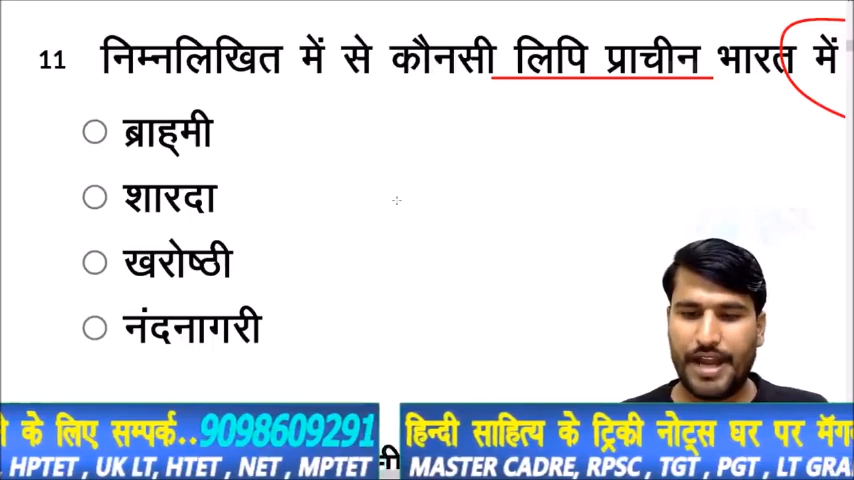 11 निम्नलिखित में से कौनसी लिपि प्राचीन भारत में
ब्राह्मी
शारदा
खरोष्ठी
नंदनागरी
के लिए सम्पर्क..9098609291
हिन्दी साहित्य के ट्रिकी नोट्स घर पर
, HPTET , UK LT, HTET , NET , MPTET
MASTER CADRE, RPSC , TGT , PGT , LT